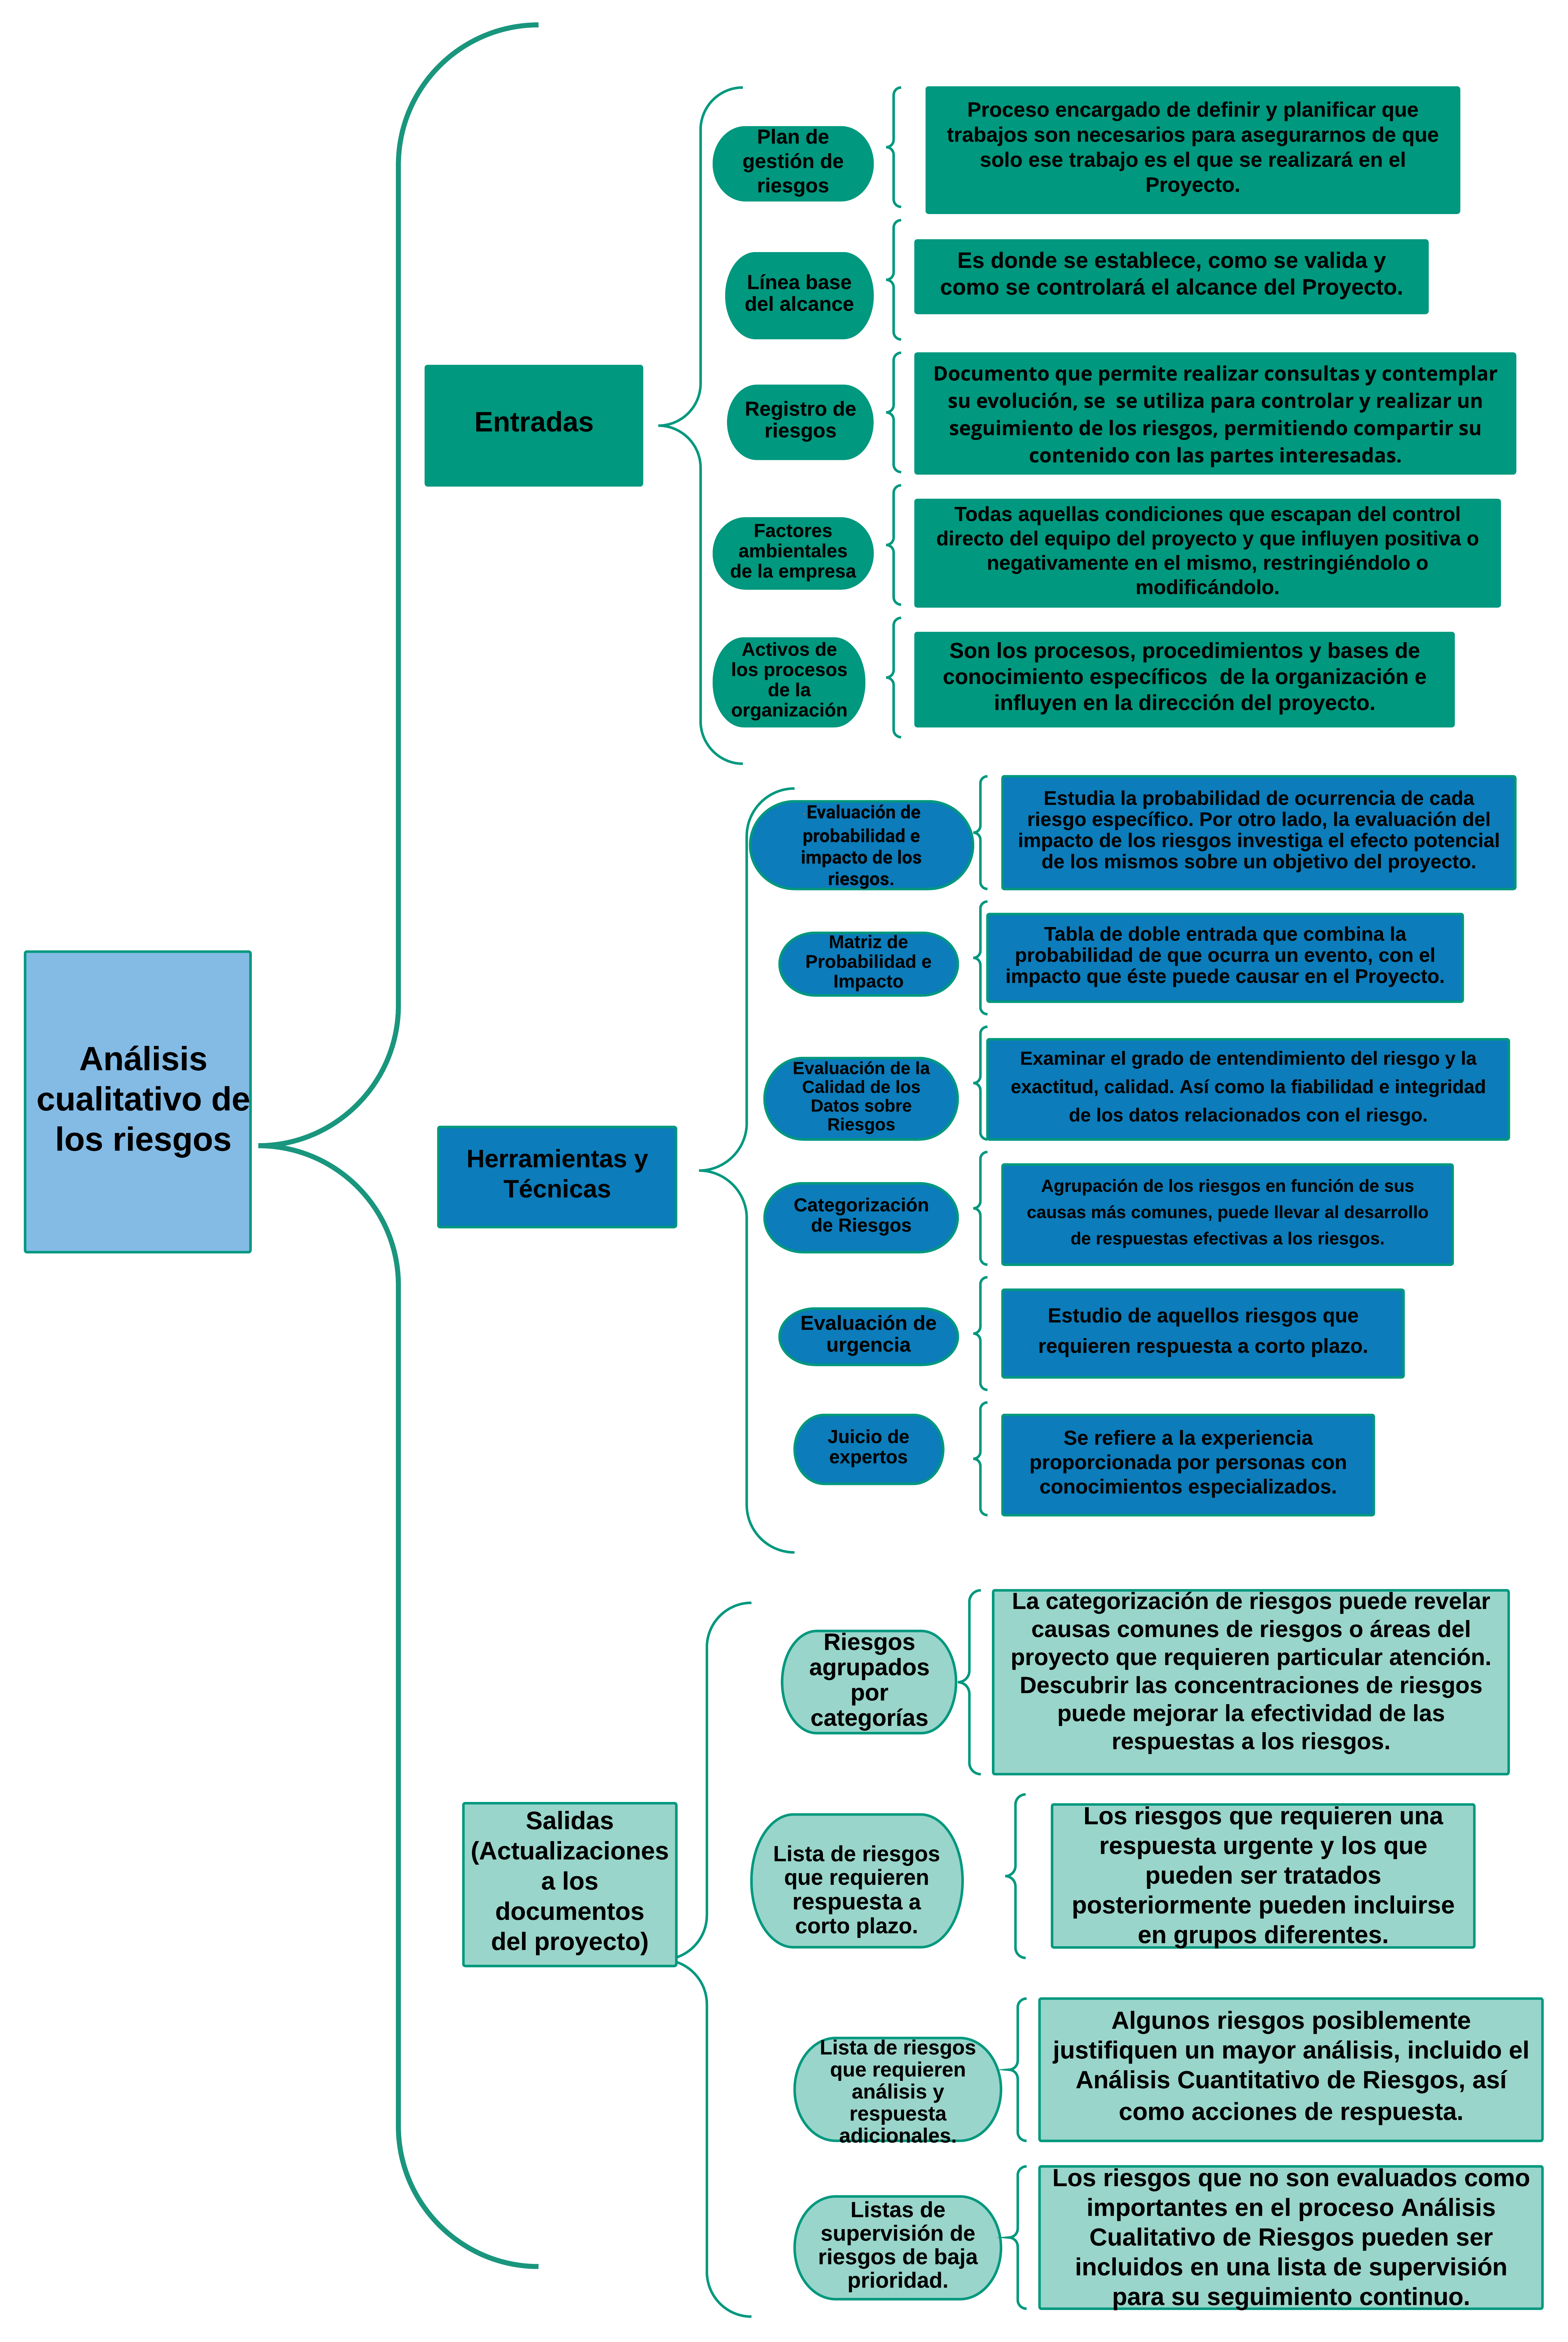 Análisis
cualitativo de
los riesgos
Entradas
Plan de
gestión de
riesgos
Proceso encargado de definir y planificar que
trabajos son necesarios para asegurarnos de que
solo ese trabajo es el que se realizará en el
Proyecto.
Línea base
del alcance
Es donde se establece, como se valida y
como se controlará el alcance del Proyecto.
Registro de
riesgos
Documento que permite realizar consultas y contemplar
su evolución, se  se utiliza para controlar y realizar un
seguimiento de los riesgos, permitiendo compartir su
contenido con las partes interesadas.
Factores
ambientales
de la empresa
Todas aquellas condiciones que escapan del control
directo del equipo del proyecto y que influyen positiva o
negativamente en el mismo, restringiéndolo o
modificándolo.
Activos de
los procesos
de la
organización
Son los procesos, procedimientos y bases de
conocimiento específicos  de la organización e
influyen en la dirección del proyecto.
Herramientas y
Técnicas
Evaluación de
probabilidad e
impacto de los
riesgos.
Estudia la probabilidad de ocurrencia de cada
riesgo específico. Por otro lado, la evaluación del
impacto de los riesgos investiga el efecto potencial
de los mismos sobre un objetivo del proyecto.
Matriz de
Probabilidad e
Impacto
Tabla de doble entrada que combina la
probabilidad de que ocurra un evento, con el
impacto que éste puede causar en el Proyecto.
Evaluación de la
Calidad de los
Datos sobre
Riesgos
Examinar el grado de entendimiento del riesgo y la
exactitud, calidad. Así como la fiabilidad e integridad
de los datos relacionados con el riesgo.
Categorización
de Riesgos
Agrupación de los riesgos en función de sus
causas más comunes, puede llevar al desarrollo
de respuestas efectivas a los riesgos.
Evaluación de
urgencia
Estudio de aquellos riesgos que
requieren respuesta a corto plazo.
Juicio de
expertos
Se refiere a la experiencia
proporcionada por personas con
conocimientos especializados.
Salidas
(Actualizaciones
a los
documentos
del proyecto)
Riesgos
agrupados
por
categorías
La categorización de riesgos puede revelar
causas comunes de riesgos o áreas del
proyecto que requieren particular atención.
Descubrir las concentraciones de riesgos
puede mejorar la efectividad de las
respuestas a los riesgos.
Lista de riesgos
que requieren
respuesta a
corto plazo.
Los riesgos que requieren una
respuesta urgente y los que
pueden ser tratados
posteriormente pueden incluirse
en grupos diferentes.
Lista de riesgos
que requieren
análisis y
respuesta
adicionales.
Algunos riesgos posiblemente
justifiquen un mayor análisis, incluido el
Análisis Cuantitativo de Riesgos, así
como acciones de respuesta.
Listas de
supervisión de
riesgos de baja
prioridad.
Los riesgos que no son evaluados como
importantes en el proceso Análisis
Cualitativo de Riesgos pueden ser
incluidos en una lista de supervisión
para su seguimiento continuo.